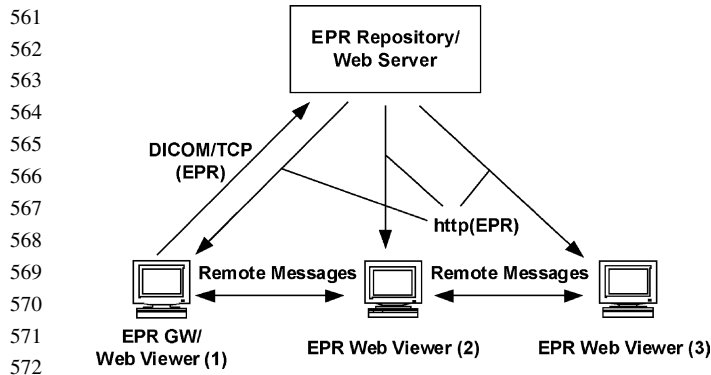 561
562
563
564
565
566
567
568
569
570
571
572
EPR Repository/
Web Server
DICOM/TCP
(EPR)
http(EPR)
Remote Messages
Remote Messages
EPR GW/
Web Viewer (1)
EPR Web Viewer (2)
EPR Web Viewer (3)